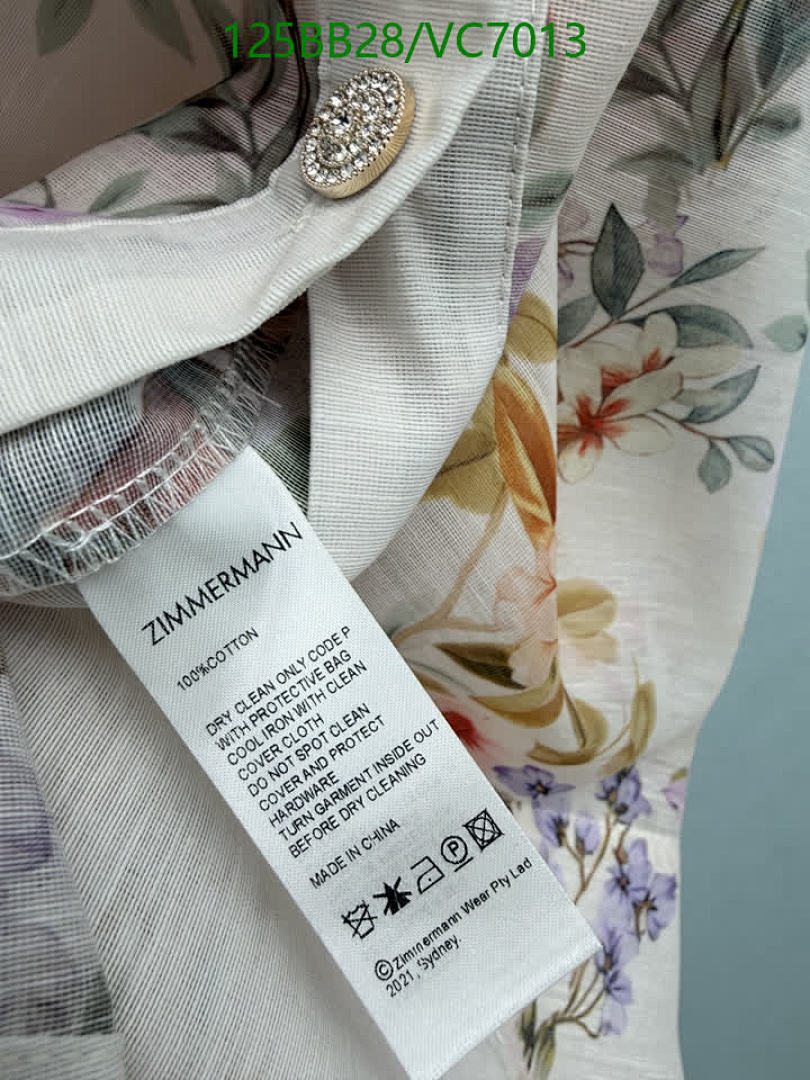 125BB28/VC7013
ZIMMERMANN
100%COTTON
DRY CLEAN ONLY CODE P
WITH PROTECTIVE BAG
COOL IRON WITH CLEAN
COVER CLOTH
DO NOT SPOT CLEAN
COVER AND PROTECT
HARDWARE
TURN GARMENT INSIDE OUT
BEFORE DRY CLEANING
MADE IN CHINA
P
©Zimmermann Wear Pty Lad
2021, Sydney.